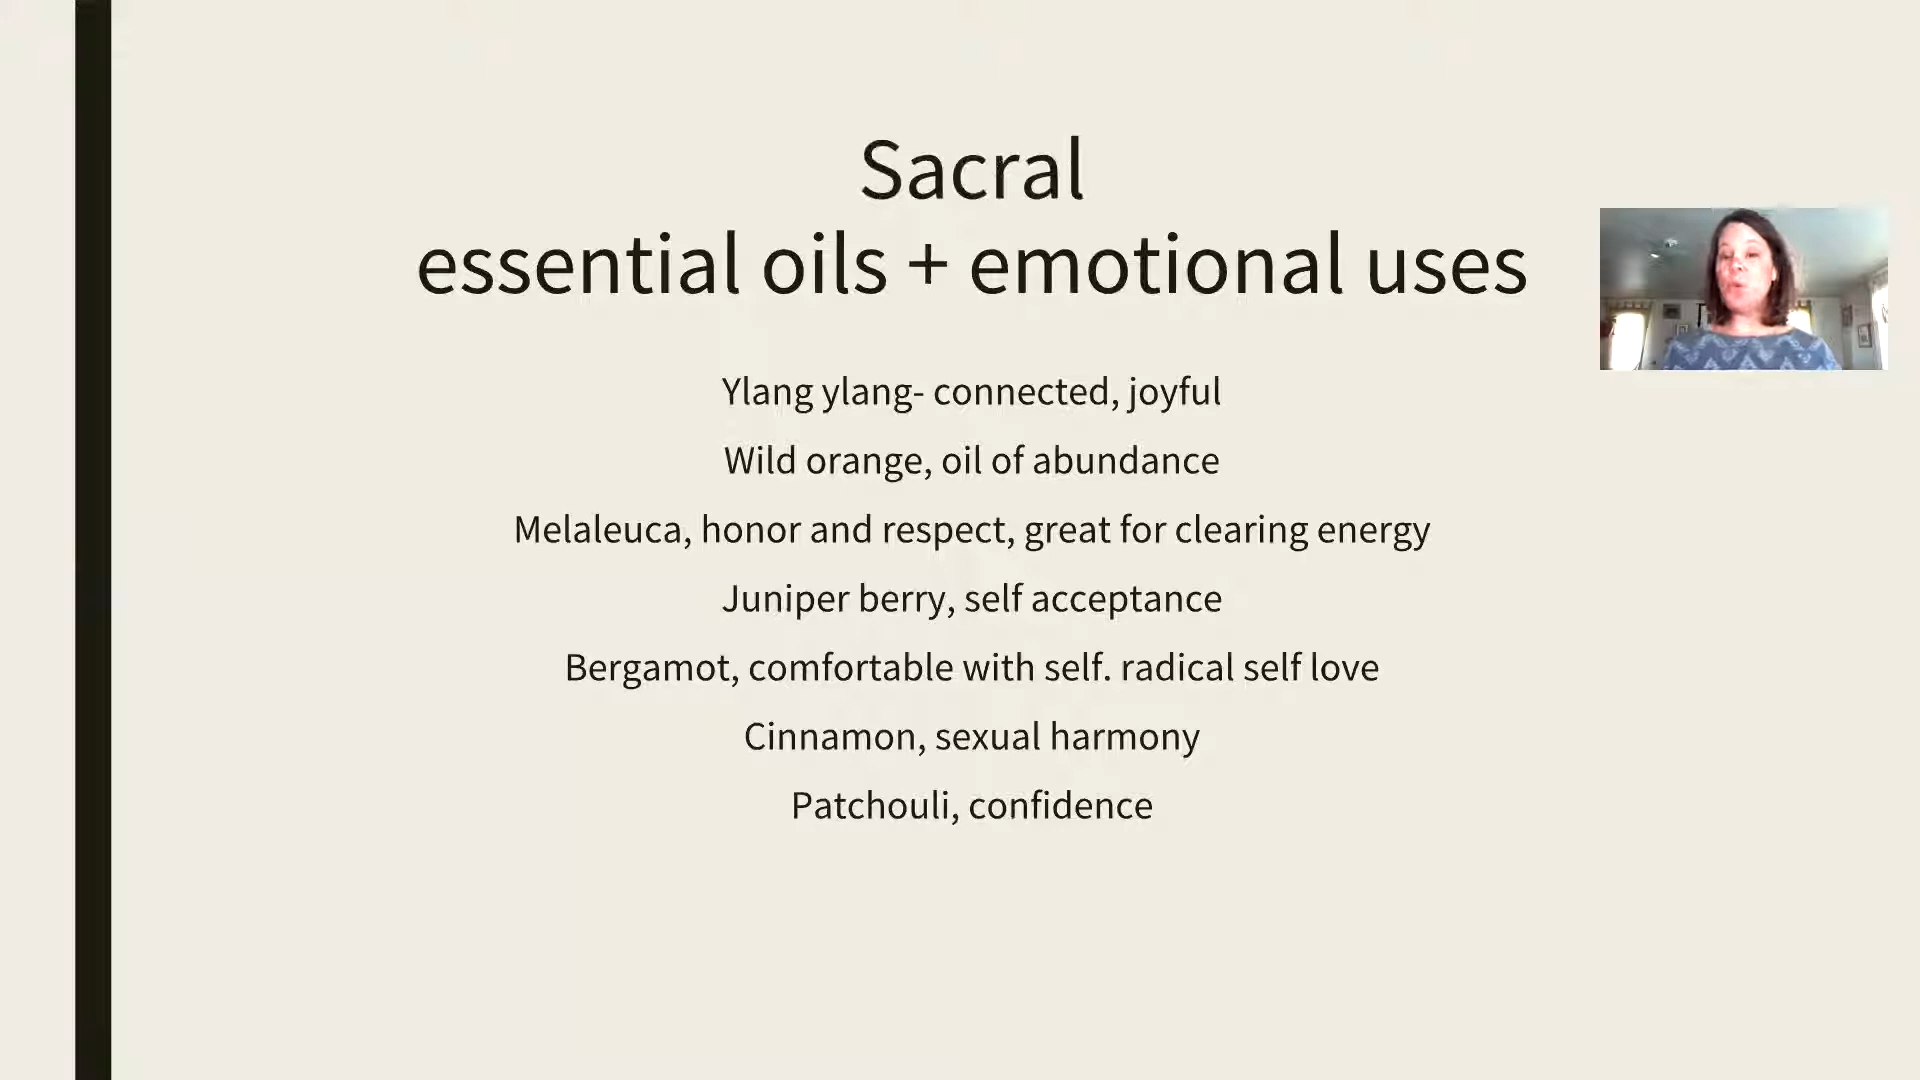 Sacral
essential oils + emotional uses
Ylang ylang- connected, joyful
Wild orange, oil of abundance
Melaleuca, honor and respect, great for clearing energy
Juniper berry, self acceptance
Bergamot, comfortable with self. radical self love
Cinnamon, sexual harmony
Patchouli, confidence